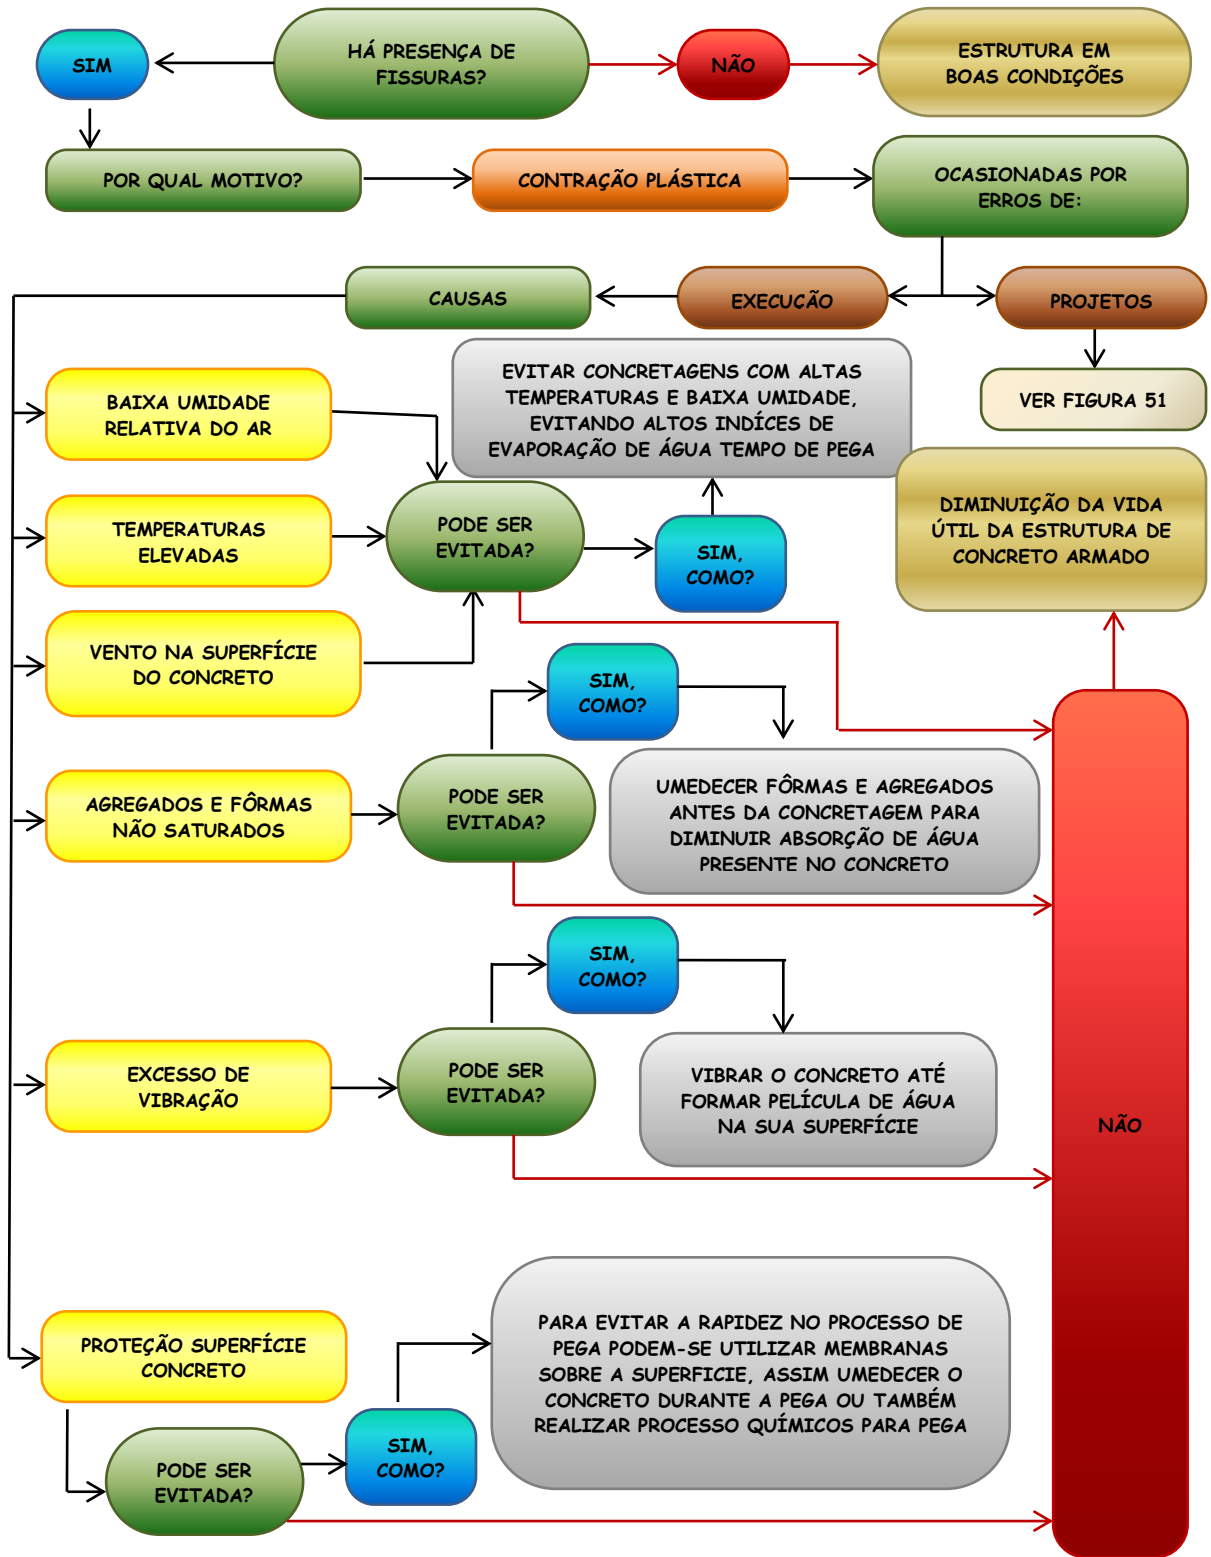 SIM
HÁ PRESENÇA DE
FISSURAS?
NÃO
ESTRUTURA EM
BOAS CONDIÇÕES
POR QUAL MOTIVO?
CONTRAÇÃO PLÁSTICA
OCASIONADAS POR
ERROS DE:
CAUSAS
EXECUÇÃO
PROJETOS
VER FIGURA 51
EVITAR CONCRETAGENS COM ALTAS
TEMPERATURAS E BAIXA UMIDADE,
EVITANDO ALTOS INDÍCES DE
EVAPORAÇÃO DE ÁGUA TEMPO DE PEGA
BAIXA UMIDADE
RELATIVA DO AR
TEMPERATURAS
ELEVADAS
PODE SER
EVITADA?
SIM,
COMO?
DIMINUIÇÃO DA VIDA
ÚTIL DA ESTRUTURA DE
CONCRETO ARMADO
VENTO NA SUPERFÍCIE
DO CONCRETO
SIM,
COMO?
AGREGADOS E FÔRMAS
NÃO SATURADOS
PODE SER
EVITADA?
UMEDECER FÔRMAS E AGREGADOS
ANTES DA CONCRETAGEM PARA
DIMINUIR ABSORÇÃO DE ÁGUA
PRESENTE NO CONCRETO
SIM,
COMO?
EXCESSO DE
VIBRAÇÃO
PODE SER
EVITADA?
VIBRAR O CONCRETO ATÉ
FORMAR PELÍCULA DE ÁGUA
NA SUA SUPERFÍCIE
NÃO
PROTEÇÃO SUPERFÍCIE
CONCRETO
PARA EVITAR A RAPIDEZ NO PROCESSO DE
PEGA PODEM-SE UTILIZAR MEMBRANAS
SOBRE A SUPERFICIE, ASSIM UMEDECER O
CONCRETO DURANTE A PEGA OU TAMBÉM
REALIZAR PROCESSO QUÍMICOS PARA PEGA
SIM,
COMO?
PODE SER
EVITADA?